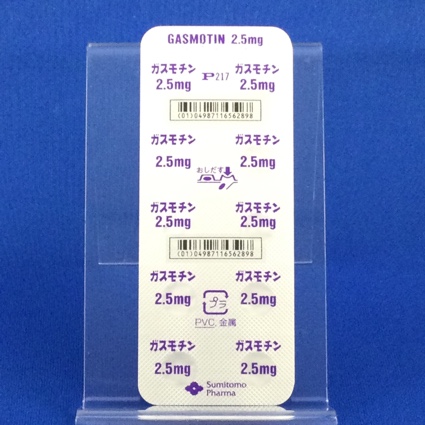 GASMOTIN 2.5mg
ガスモチン 2.5mg
P217
ガスモチン 2.5mg
(01)04987116562898
ガスモチン 2.5mg
ガスモチン 2.5mg
おしだす
ガスモチン 2.5mg
ガスモチン 2.5mg
(01)04987116562898
ガスモチン 2.5mg
ガスモチン 2.5mg
プラ
PVC, 金属
ガスモチン 2.5mg
ガスモチン 2.5mg
Sumitomo
Pharma